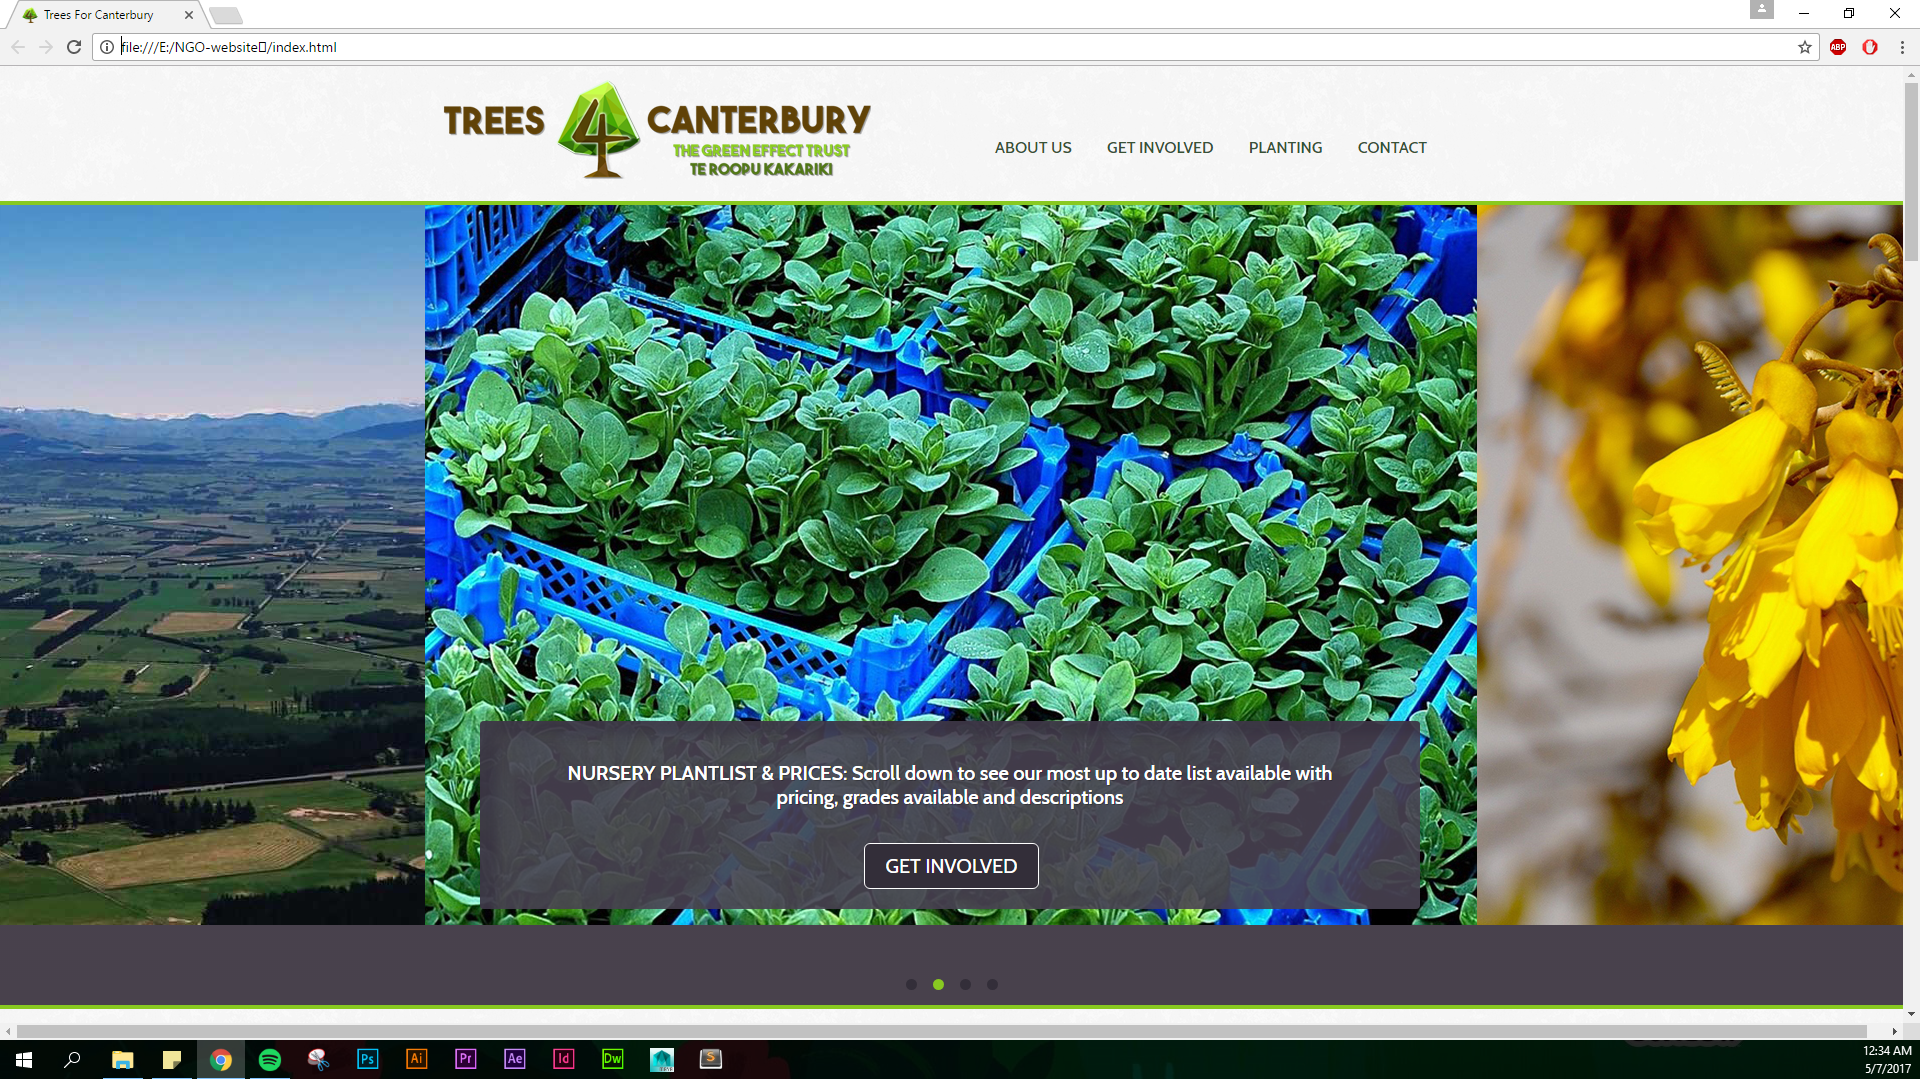 Trees For Canterbury
file:///E:/NGO-website/index.html
ABP
TREES 4 CANTERBURY
THE GREEN EFFECT TRUST
TE ROOPU KAKARIKI
ABOUT US GET INVOLVED PLANTING CONTACT
NURSERY PLANTLIST & PRICES: Scroll down to see our most up to date list available with
pricing, grades available and descriptions
GET INVOLVED
Ps Ai Pr Ae Id Dw S
12:34 AM
5/7/2017